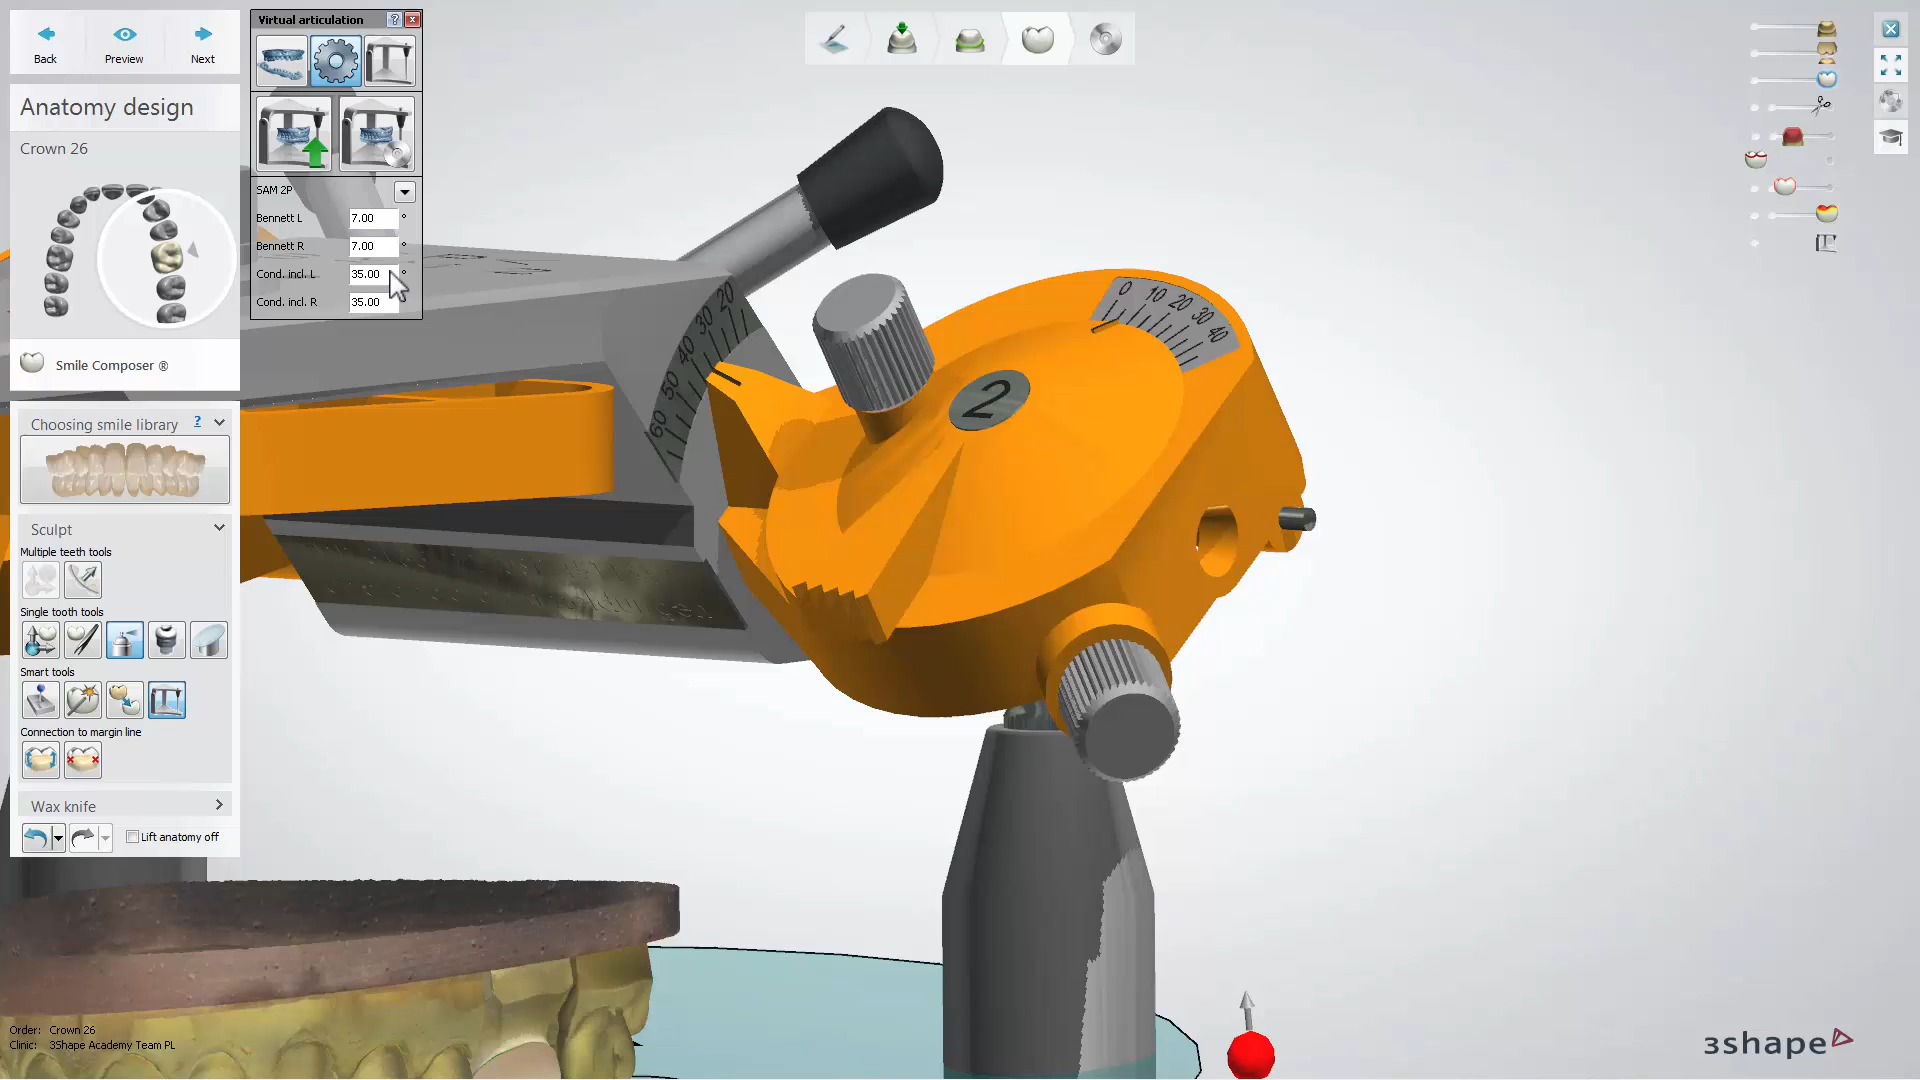 Back
Preview
Next
Anatomy design
Crown 26
Smile Composer ®
Choosing smile library ?
Sculpt
Multiple teeth tools
Single tooth tools
Smart tools
Connection to margin line
Wax knife
Lift anatomy off
Virtual articulation ?
SAM 2P
Bennett L 7.00 °
Bennett R 7.00 °
Cond. incl. L 35.00 °
Cond. incl. R 35.00
20
30
40
50
60
2
0 10 20 30 40
Order: Crown 26
Clinic: 3Shape Academy Team PL
3shape